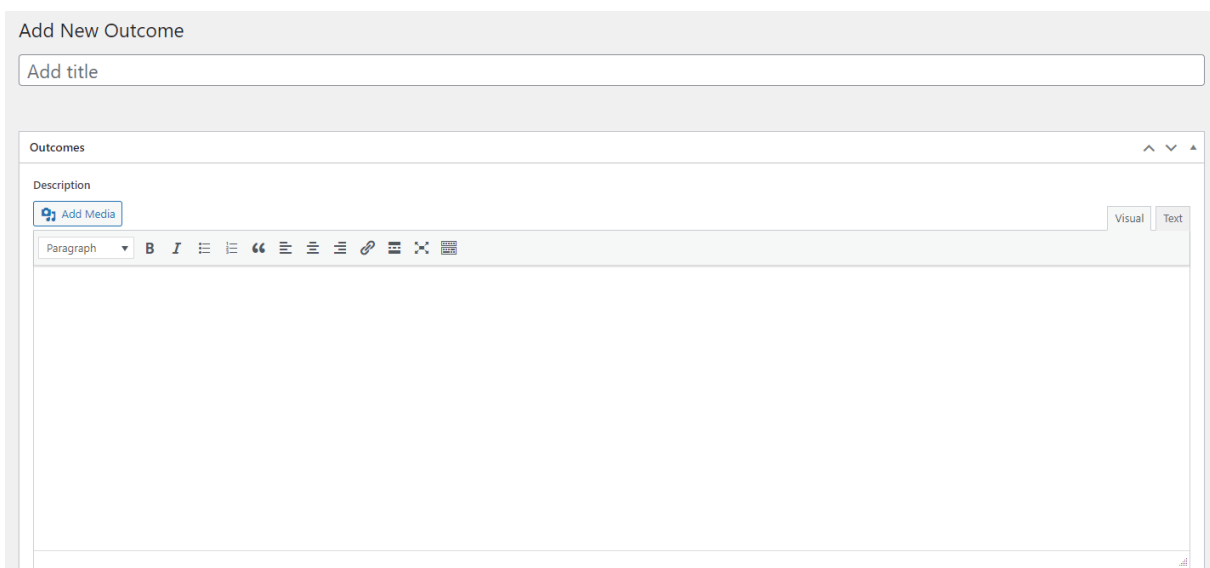 Add New Outcome
Add title
Outcomes
Description
Add Media
Visual Text
Paragraph B I